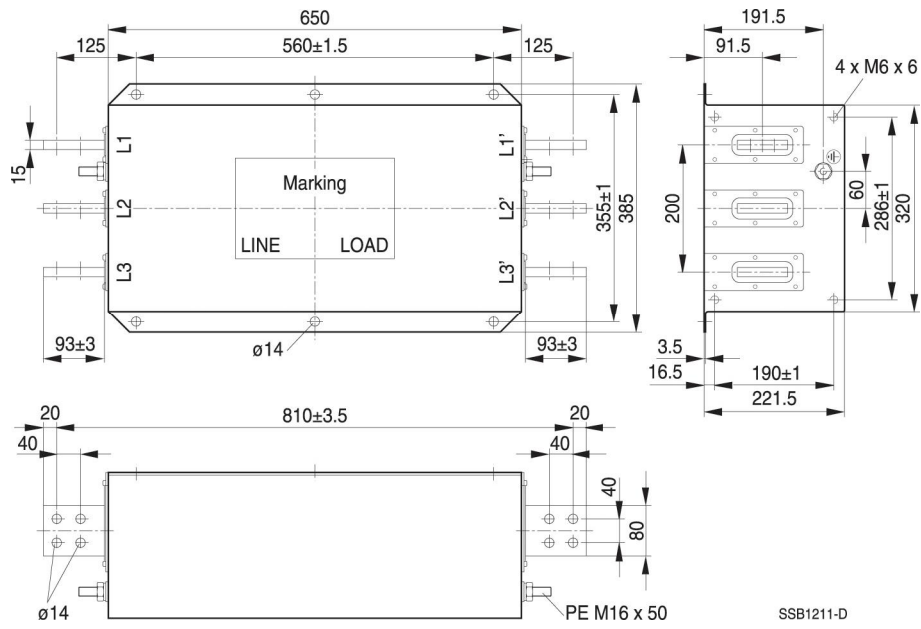 650
191.5
125
560±1.5
125
91.5
4 x M6 x 6
L1
L1'
15
Marking
L2
L2'
355±1
385
200
60
286±1
320
LINE
LOAD
L3
L3'
93±3
ø14
93±3
3.5
16.5
190±1
221.5
20
810±3.5
20
40
40
40
80
ø14
PE M16 x 50
SSB1211-D